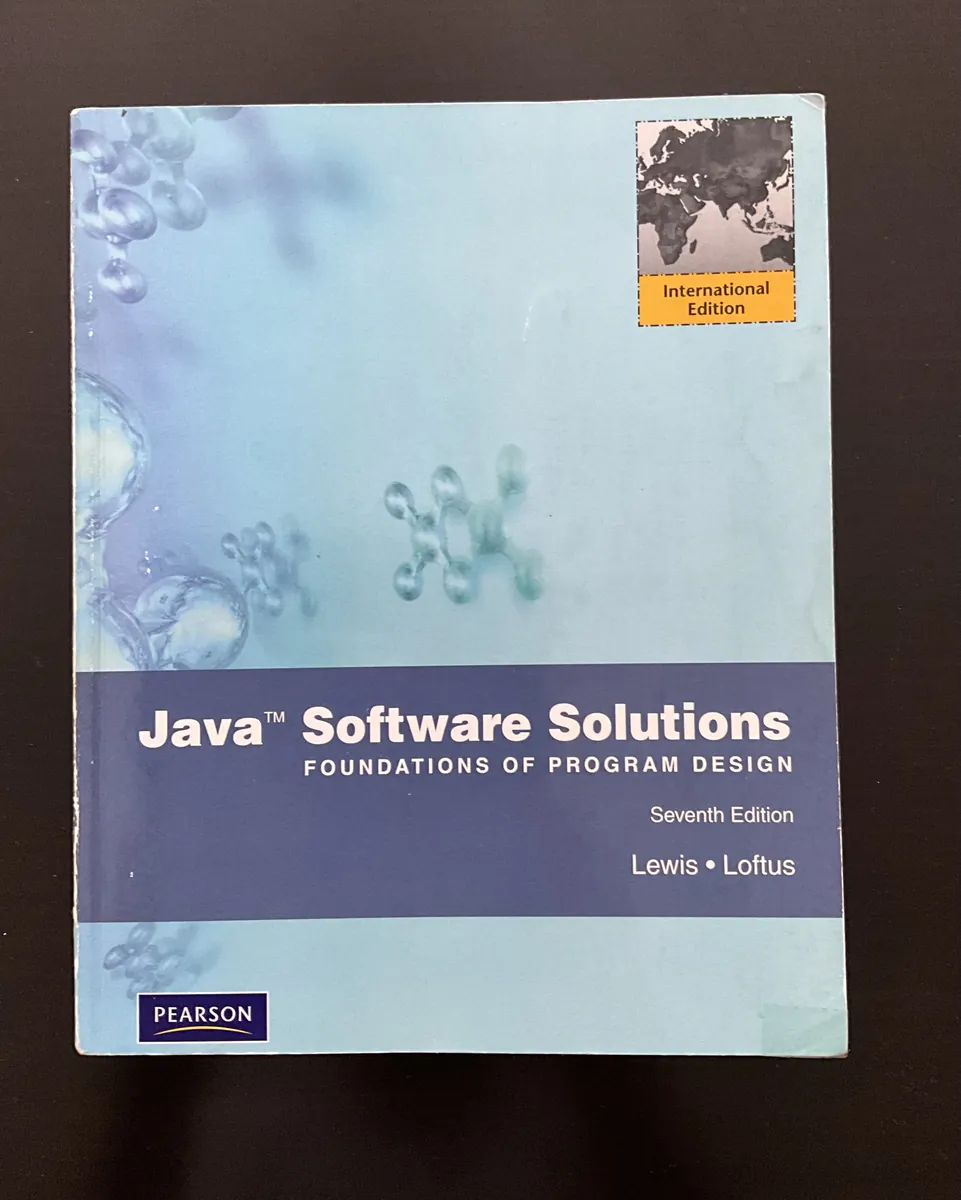 International
Edition
Java™ Software Solutions
FOUNDATIONS OF PROGRAM DESIGN
Seventh Edition
Lewis • Loftus
PEARSON